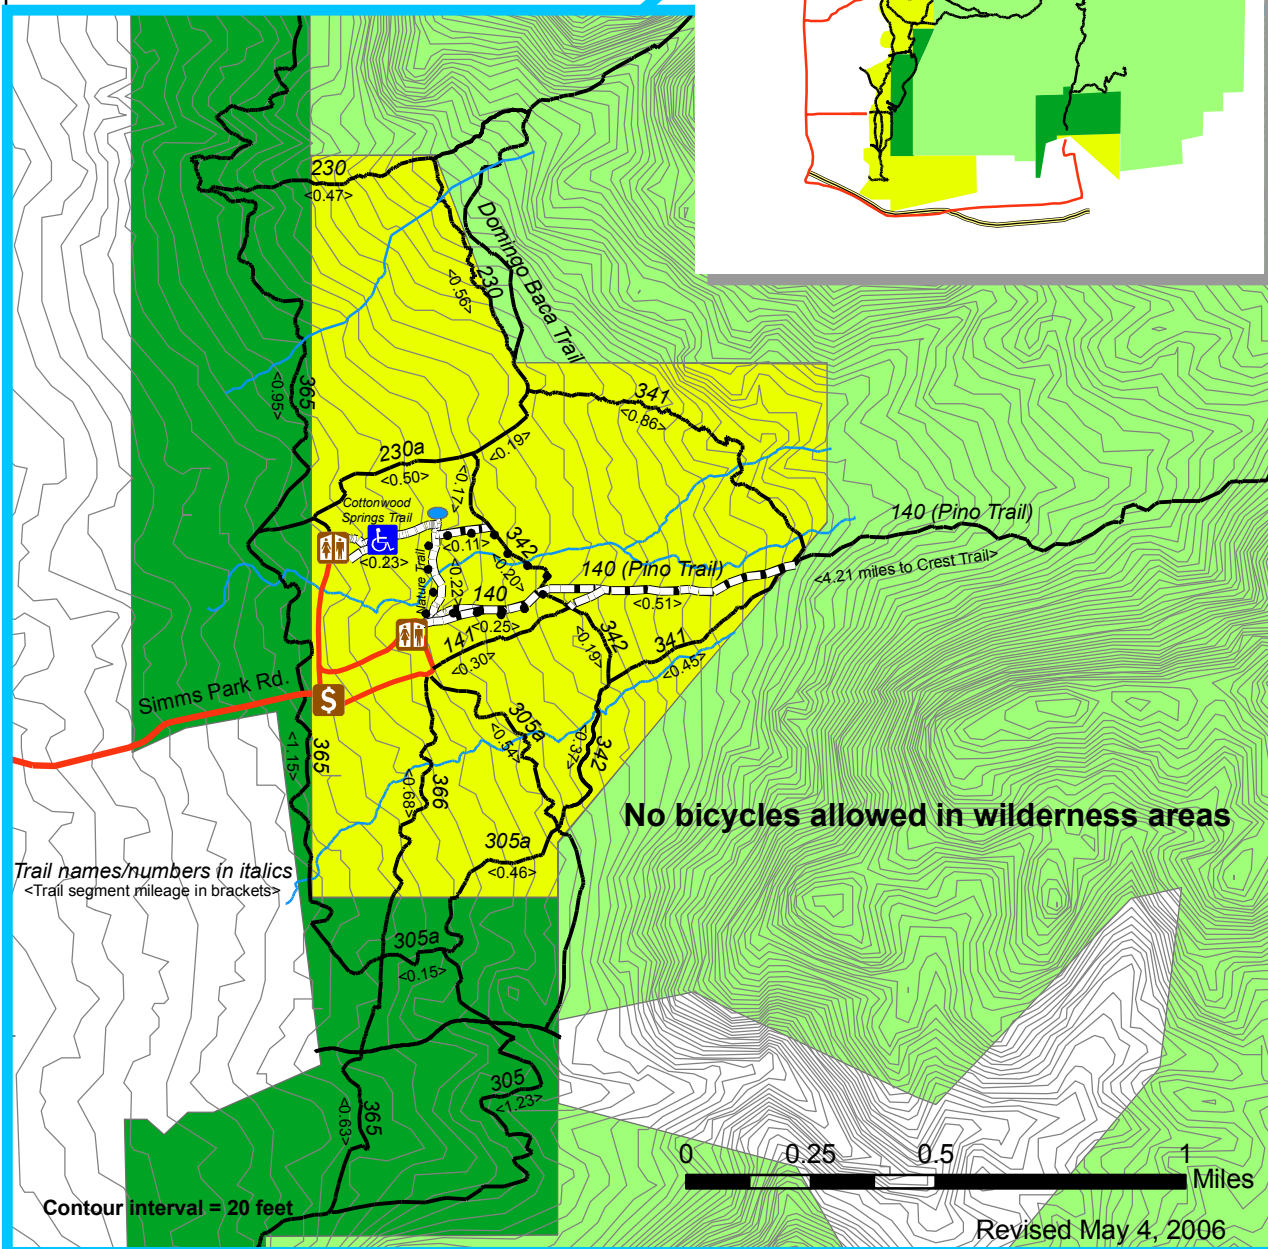 230
<0.47>
Domingo Baca Trail
230
<0.56>
365
<0.95>
341
<0.86>
230a
<0.50>
<0.19>
<0.17>
Cottonwood
Springs Trail
<0.23>
<0.11>
342
<0.20>
Nature Trail
<0.22>
140
<0.25>
140 (Pino Trail)
<0.51>
140 (Pino Trail)
<4.21 miles to Crest Trail>
141
<0.30>
342
<0.19>
341
<0.45>
Simms Park Rd.
$
305a
<0.54>
365
<1.15>
366
<0.68>
342
<0.37>
No bicycles allowed in wilderness areas
305a
<0.46>
Trail names/numbers in italics
<Trail segment mileage in brackets>
305a
<0.15>
305
<1.23>
365
<0.63>
0 0.25 0.5 1
Miles
Contour interval = 20 feet
Revised May 4, 2006